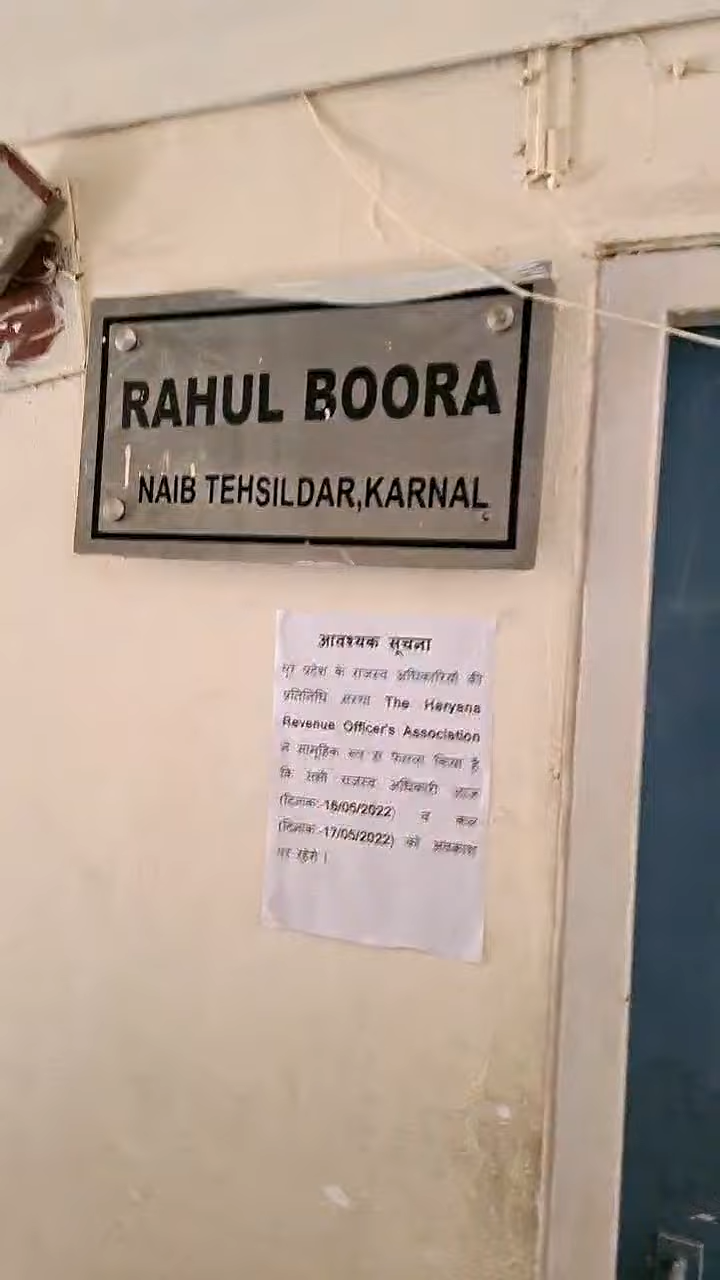 RAHUL BOORA
NAIB TEHSILDAR,KARNAL
आवश्यक सूचना
पूरे प्रदेश के राजस्व अधिकारियों की
प्रतिनिधि संस्था The Haryana
Revenue Officer's Association
ने सामूहिक रूप से फैसला किया है
कि सभी राजस्व अधिकारी आज
(दिनांक:-16/05/2022) व कल
(दिनांक:-17/05/2022) को अवकाश
पर रहेंगे।